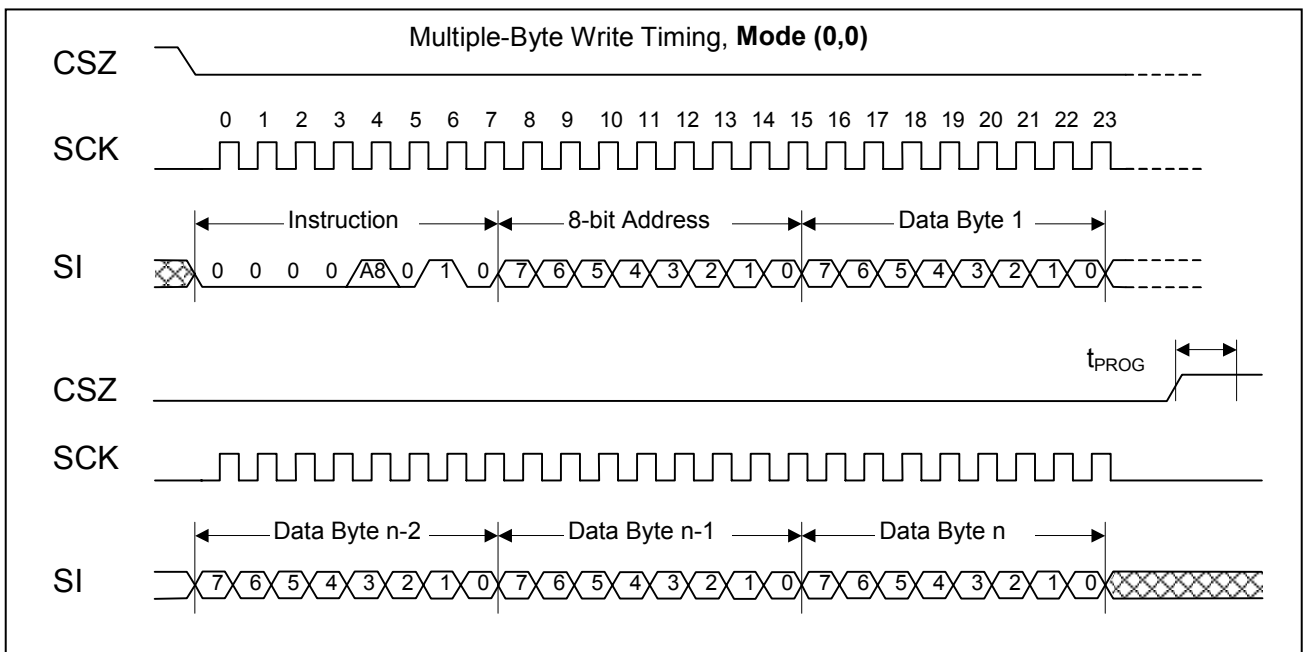 Multiple-Byte Write Timing, Mode (0,0)
CSZ
0 1 2 3 4 5 6 7 8 9 10 11 12 13 14 15 16 17 18 19 20 21 22 23
SCK
Instruction 8-bit Address Data Byte 1
SI 0 0 0 0 A8 0 1 0 7 6 5 4 3 2 1 0 7 6 5 4 3 2 1 0
tPROG
CSZ
SCK
Data Byte n-2 Data Byte n-1 Data Byte n
SI 7 6 5 4 3 2 1 0 7 6 5 4 3 2 1 0 7 6 5 4 3 2 1 0